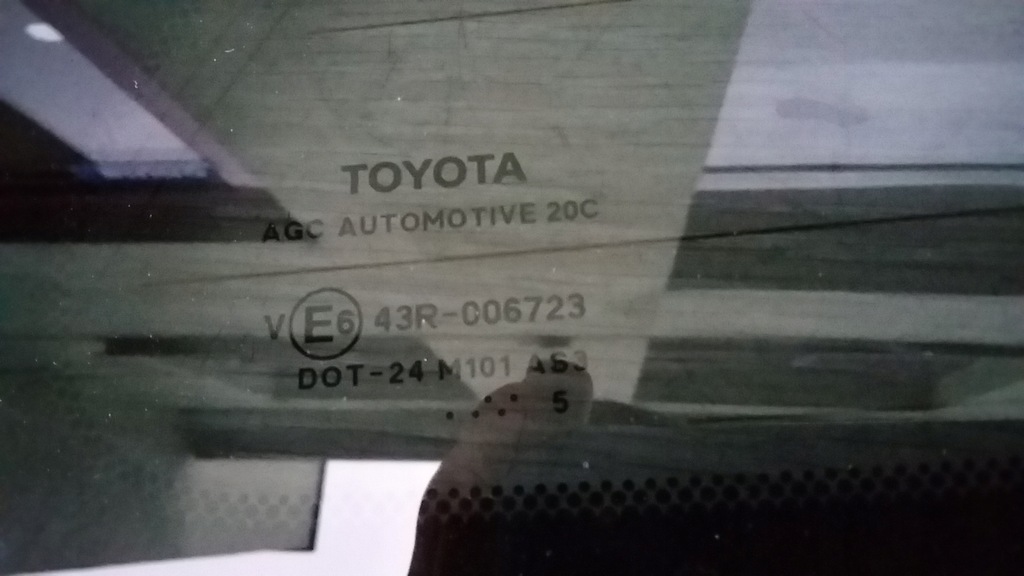 TOYOTA
AGC AUTOMOTIVE 20C
V E6 43R-006723
DOT-24 M101 AS3
.. ... . 5